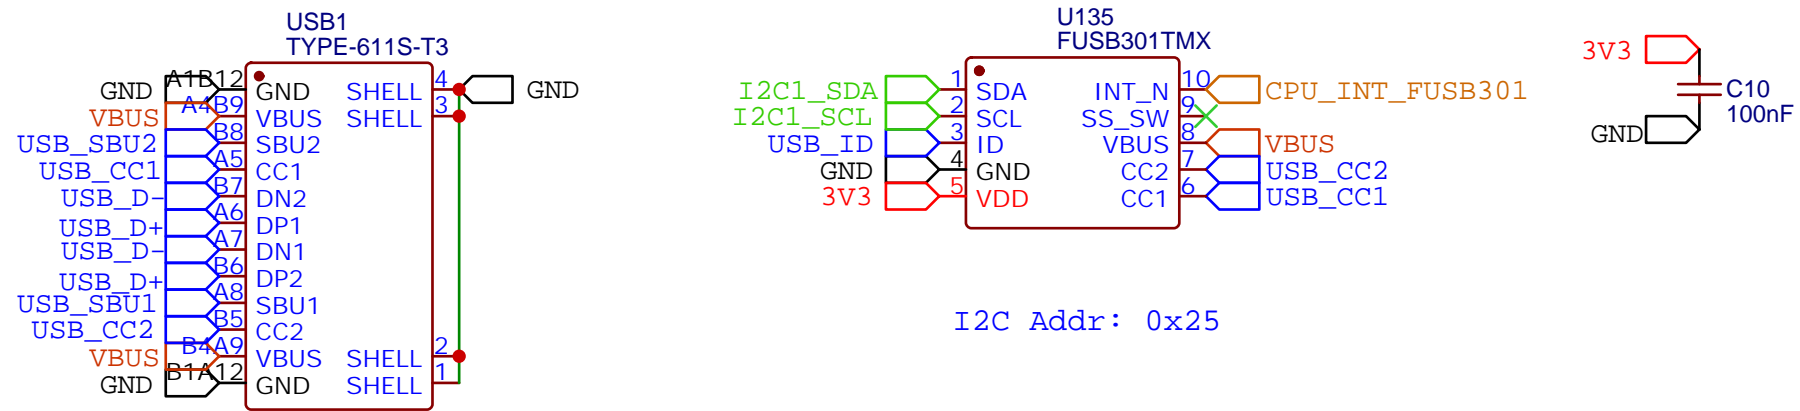 USB1
TYPE-611S-T3
GND A1B12 GND SHELL 4 GND
VBUS A4B9 VBUS SHELL 3
USB_SBU2 B8 SBU2
USB_CC1 A5 CC1
USB_D- B7 DN2
USB_D+ A6 DP1
USB_D- A7 DN1
USB_D+ B6 DP2
USB_SBU1 A8 SBU1
USB_CC2 B5 CC2
VBUS B4A9 VBUS SHELL 2
GND B1A12 GND SHELL 1
U135
FUSB301TMX
I2C1_SDA 1 SDA INT_N 10 CPU_INT_FUSB301
I2C1_SCL 2 SCL SS_SW 9
USB_ID 3 ID VBUS 8 VBUS
GND 4 GND CC2 7 USB_CC2
3V3 5 VDD CC1 6 USB_CC1
I2C Addr: 0x25
3V3
C10
100nF
GND